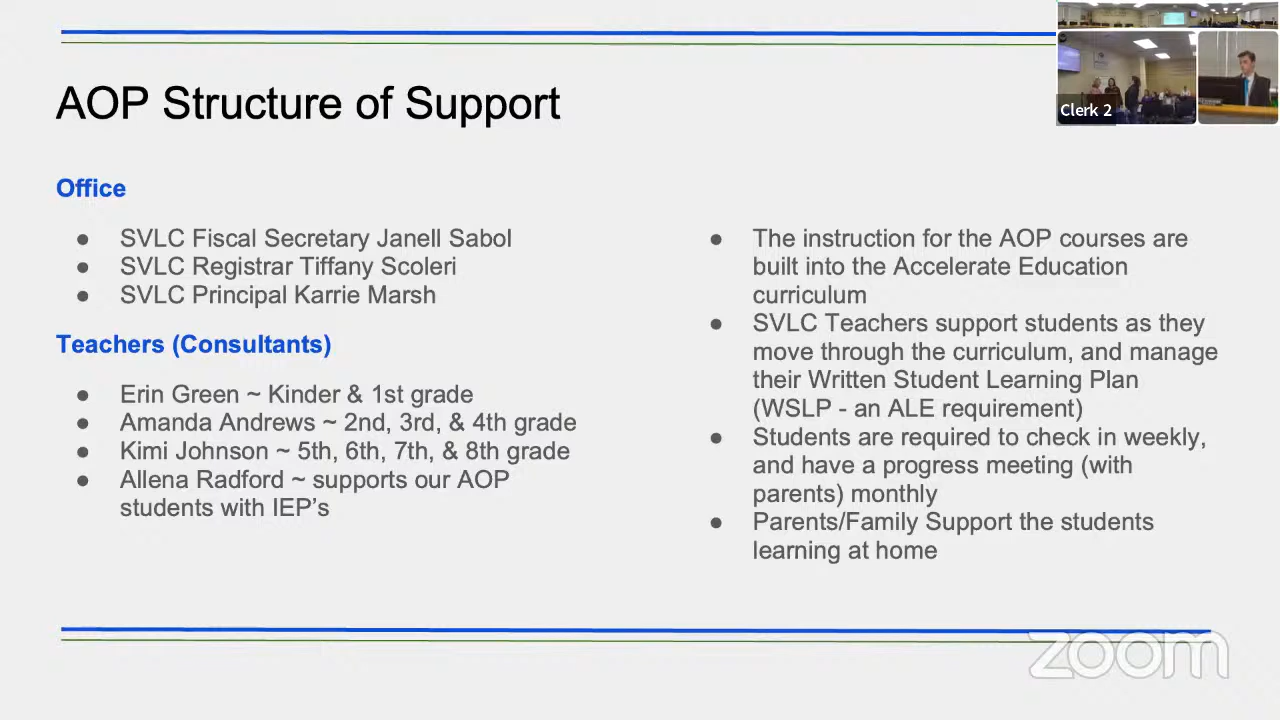 AOP Structure of Support
Office
● SVLC Fiscal Secretary Janell Sabol
● SVLC Registrar Tiffany Scoleri
● SVLC Principal Karrie Marsh
Teachers (Consultants)
● Erin Green ~ Kinder & 1st grade
● Amanda Andrews ~ 2nd, 3rd, & 4th grade
● Kimi Johnson ~ 5th, 6th, 7th, & 8th grade
● Allena Radford ~ supports our AOP
students with IEP's
● The instruction for the AOP courses are
built into the Accelerate Education
curriculum
● SVLC Teachers support students as they
move through the curriculum, and manage
their Written Student Learning Plan
(WSLP - an ALE requirement)
● Students are required to check in weekly,
and have a progress meeting (with
parents) monthly
● Parents/Family Support the students
learning at home
Clerk 2
zoom